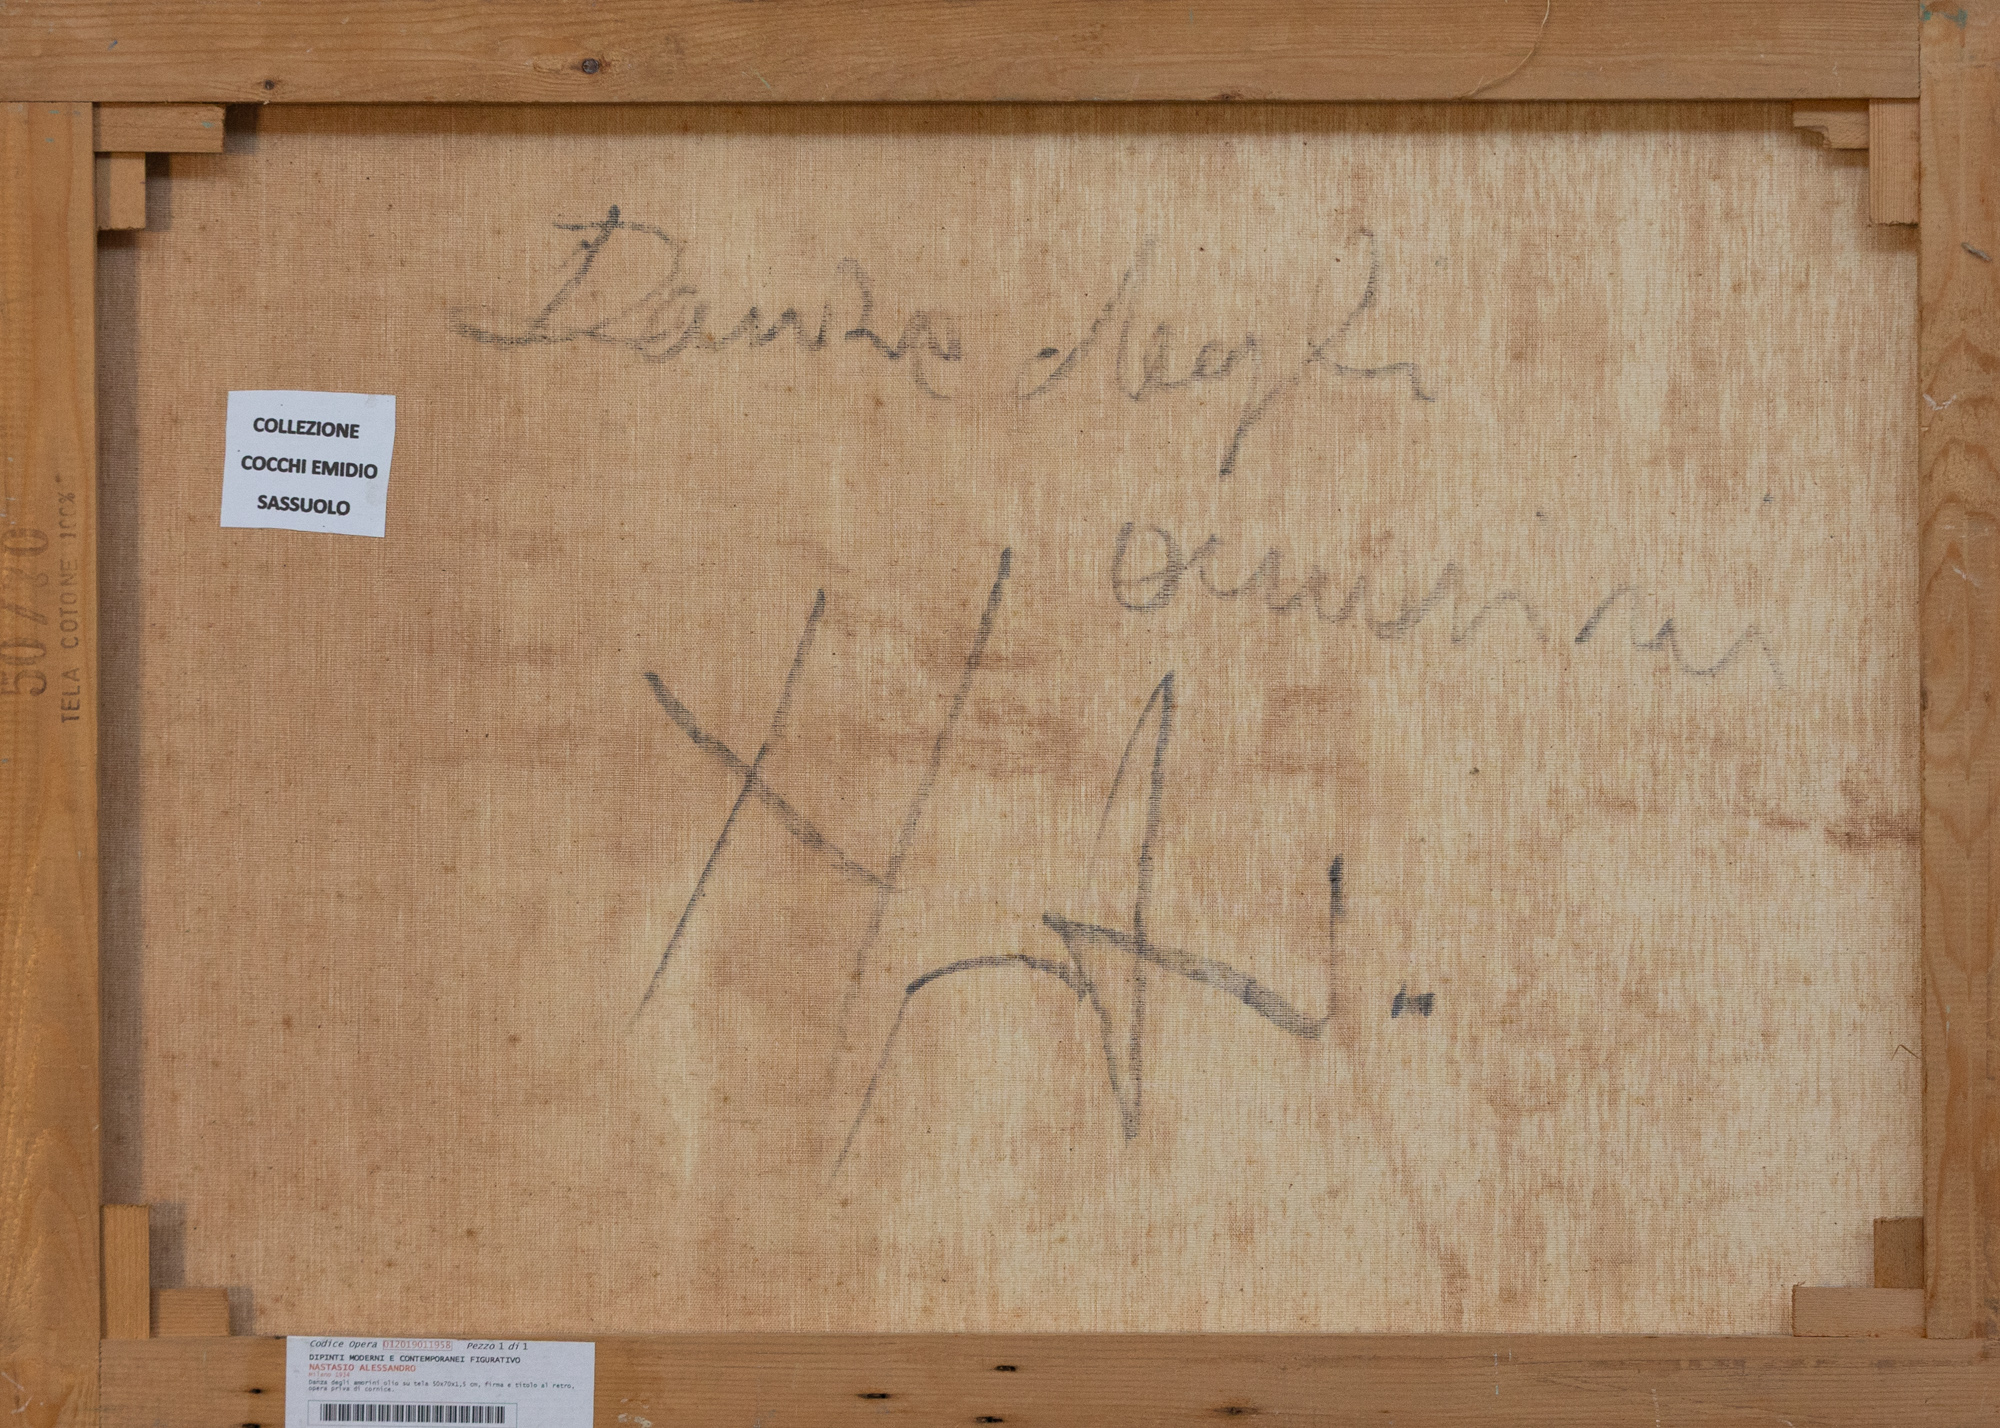 Danza degli
amorini
COLLEZIONE
COCCHI EMIDIO
SASSUOLO
50/70
TELA COTONE 100%
Codice Opera DIZ019011958 Pezzo 1 di 1
DIPINTI MODERNI E CONTEMPORANEI FIGURATIVO
NASTASIO ALESSANDRO
Milano 1934
Danza degli amorini olio su tela 50x70x1,5 cm, firma e titolo al retro,
opera priva di cornice.